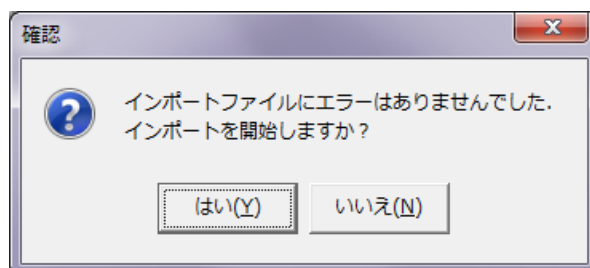 確認
インポートファイルにエラーはありませんでした.
インポートを開始しますか？
はい(Y)
いいえ(N)